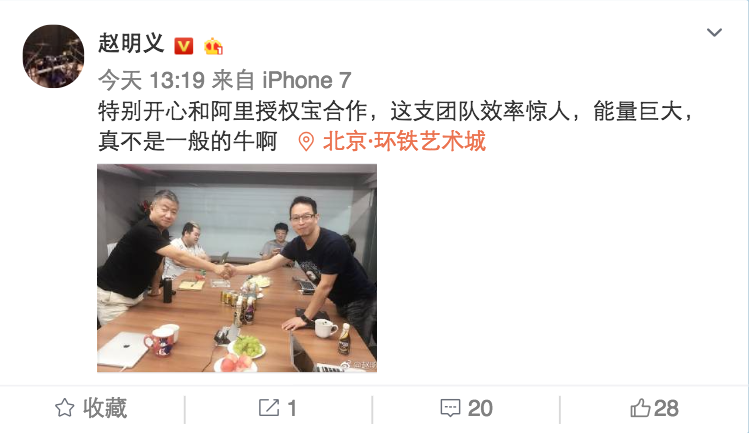 赵明义
今天 13:19 来自 iPhone 7
特别开心和阿里授权宝合作，这支团队效率惊人，能量巨大，
真不是一般的牛啊 北京·环铁艺术城
收藏
1
20
28